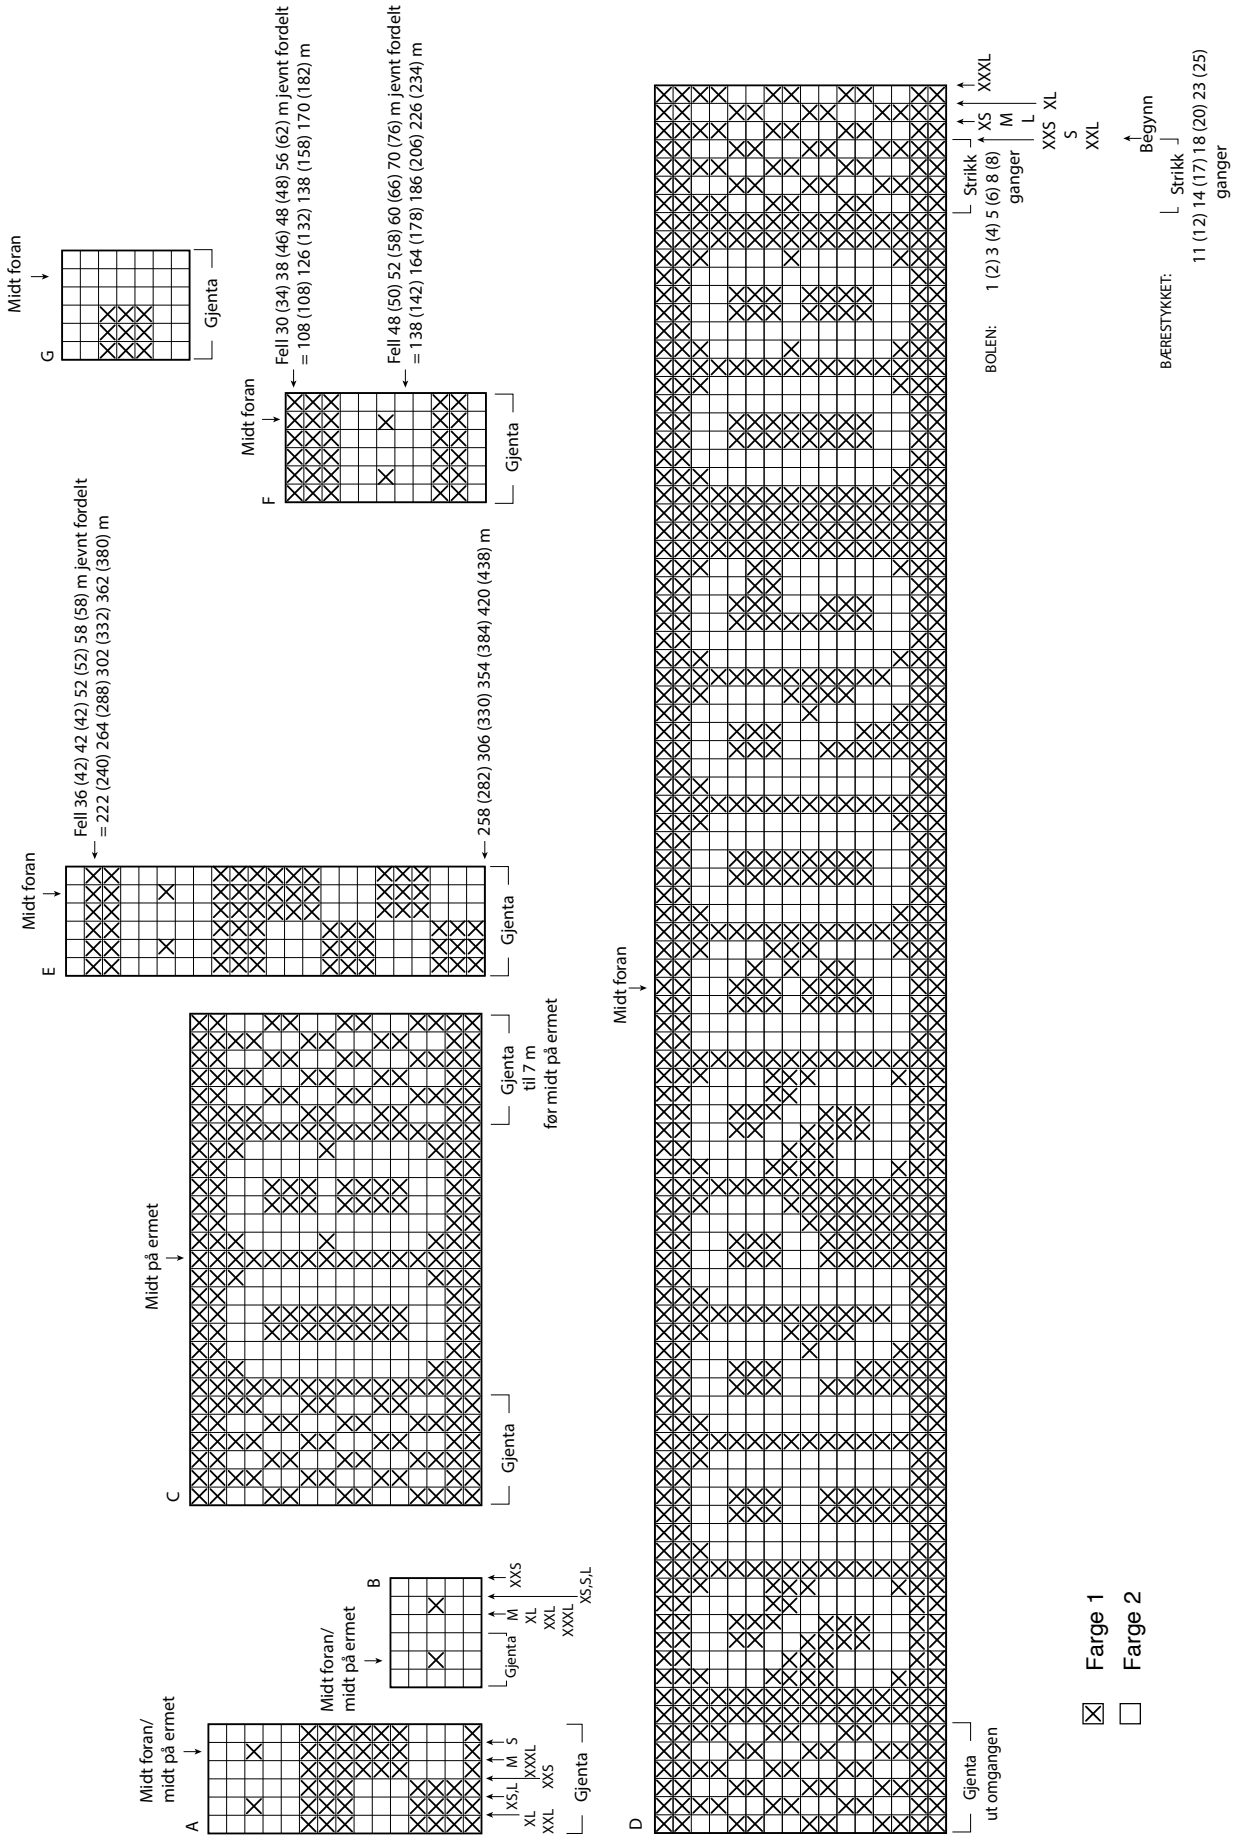 A
Midt foran/
midt på ermet
XL
XXL
XS,L
XXS
M
XXXL
S
Gjenta
B
Midt foran/
midt på ermet
Gjenta
M
XL
XXL
XXXL
XS,S,L
XXS
C
Midt på ermet
Gjenta
Gjenta
til 7 m
før midt på ermet
E
Midt foran
Fell 36 (42) 42 (42) 52 (52) 58 (58) m jevnt fordelt
= 222 (240) 264 (288) 302 (332) 362 (380) m
258 (282) 306 (330) 354 (384) 420 (438) m
Gjenta
F
Midt foran
Fell 30 (34) 38 (46) 48 (48) 56 (62) m jevnt fordelt
= 108 (108) 126 (132) 138 (158) 170 (182) m
Fell 48 (50) 52 (58) 60 (66) 70 (76) m jevnt fordelt
= 138 (142) 164 (178) 186 (206) 226 (234) m
Gjenta
G
Midt foran
Gjenta
D
Midt foran
Gjenta
ut omgangen
BOLEN:
Strikk
1 (2) 3 (4) 5 (6) 8 (8)
ganger
XXS
S
XXL
XS
M
L
XL
XXXL
Begynn
BÆRESTYKKET:
Strikk
11 (12) 14 (17) 18 (20) 23 (25)
ganger
Farge 1
Farge 2